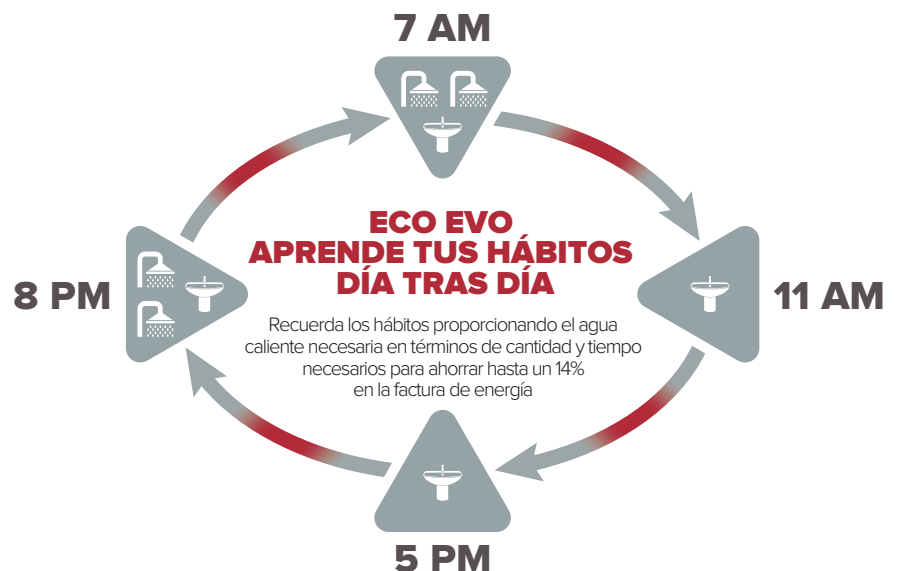 7 AM
ECO EVO
APRENDE TUS HÁBITOS
DÍA TRAS DÍA
8 PM
11 AM
Recuerda los hábitos proporcionando el agua
caliente necesaria en términos de cantidad y tiempo
necesarios para ahorrar hasta un 14%
en la factura de energía
5 PM